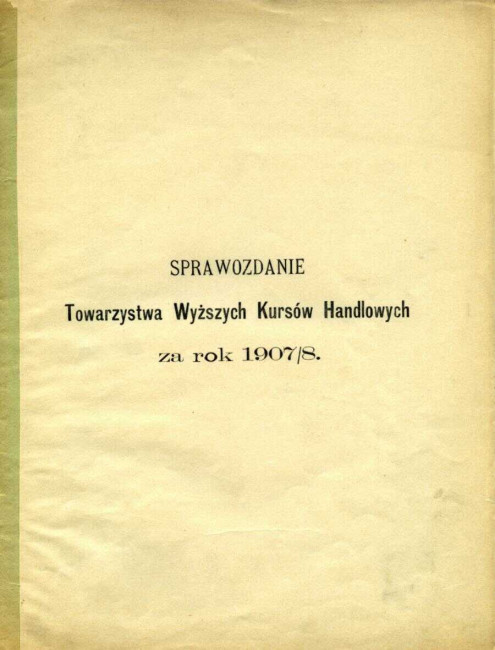 SPRAWOZDANIE
Towarzystwa Wyższych Kursów Handlowych
za rok 1907/8.